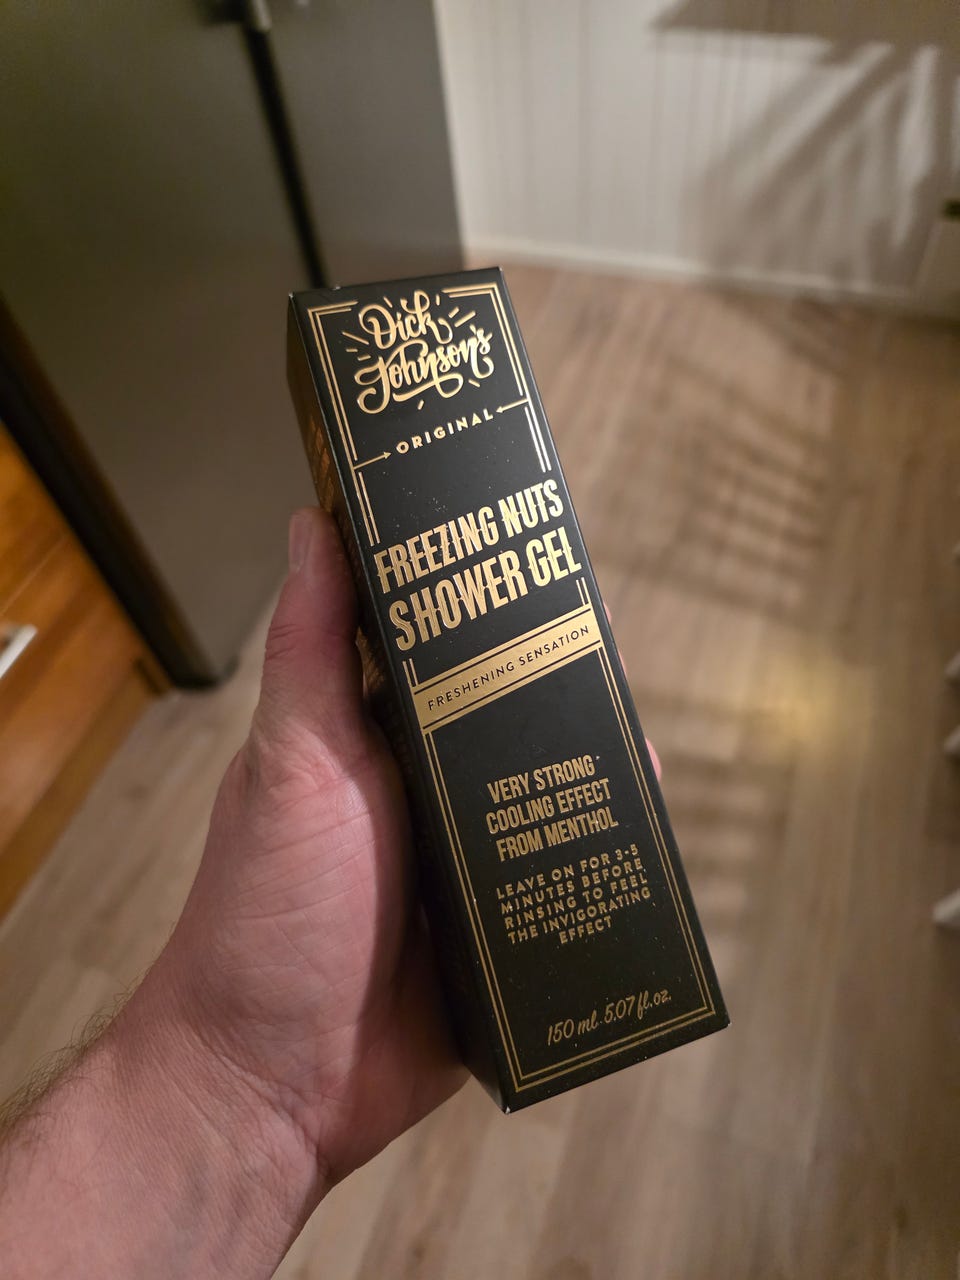 Dick
Johnson's
ORIGINAL
FREEZING NUTS
SHOWER GEL
FRESHENING SENSATION
VERY STRONG
COOLING EFFECT
FROM MENTHOL
LEAVE ON FOR 3-5
MINUTES BEFORE
RINSING TO FEEL
THE INVIGORATING
EFFECT
150 ml 5.07 fl.oz.